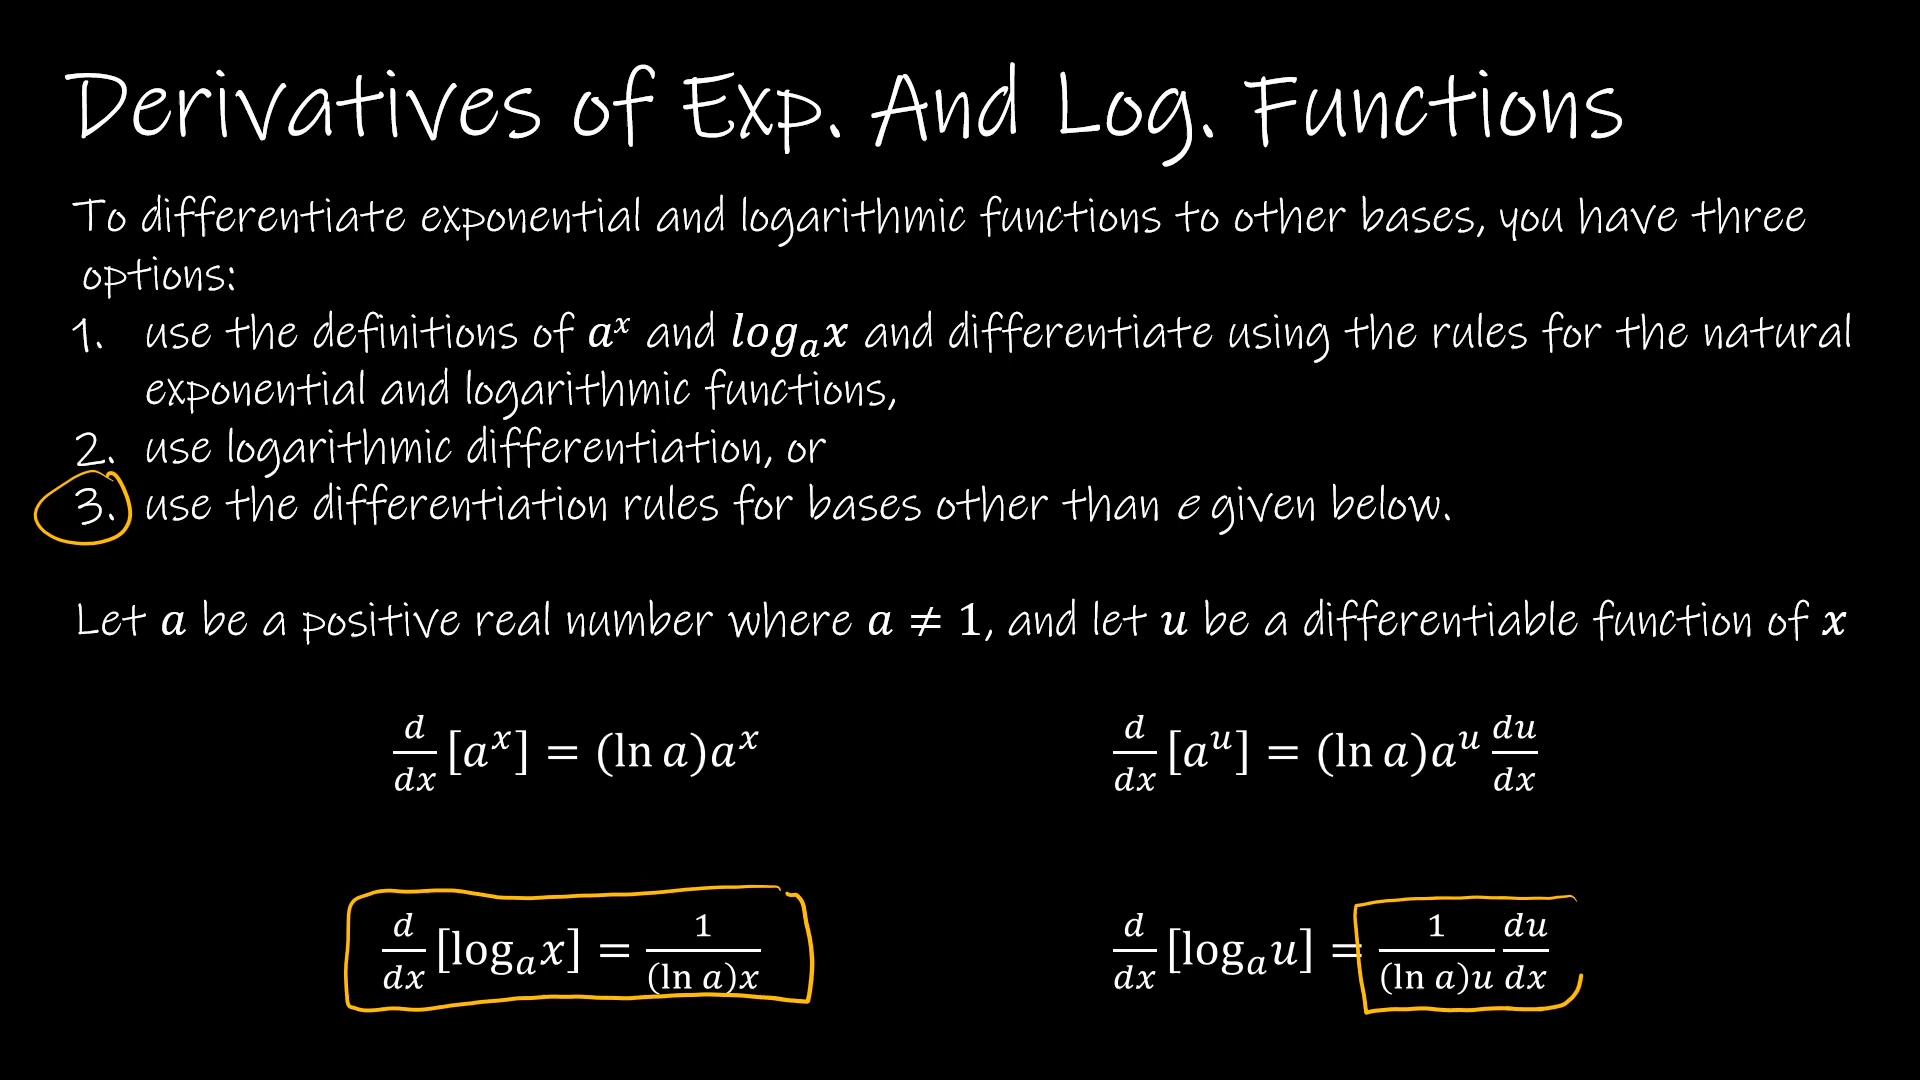 Derivatives of Exp. And Log. Functions
To differentiate exponential and logarithmic functions to other bases, you have three
options:
1. use the definitions of aˣ and logₐx and differentiate using the rules for the natural
exponential and logarithmic functions,
2. use logarithmic differentiation, or
3. use the differentiation rules for bases other than e given below.
Let a be a positive real number where a ≠ 1, and let u be a differentiable function of x
d/dx [aˣ] = (ln a)aˣ
d/dx [aᵘ] = (ln a)aᵘ du/dx
d/dx [logₐx] = 1/((ln a)x)
d/dx [logₐu] = 1/((ln a)u) du/dx